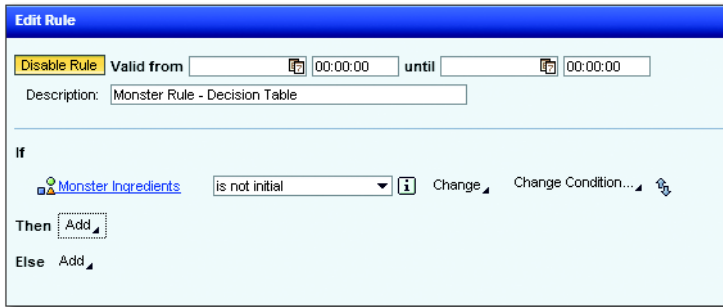 Edit Rule
Disable Rule Valid from 00:00:00 until 00:00:00
Description: Monster Rule - Decision Table
If
Monster Ingredients is not initial Change Change Condition...
Then Add
Else Add